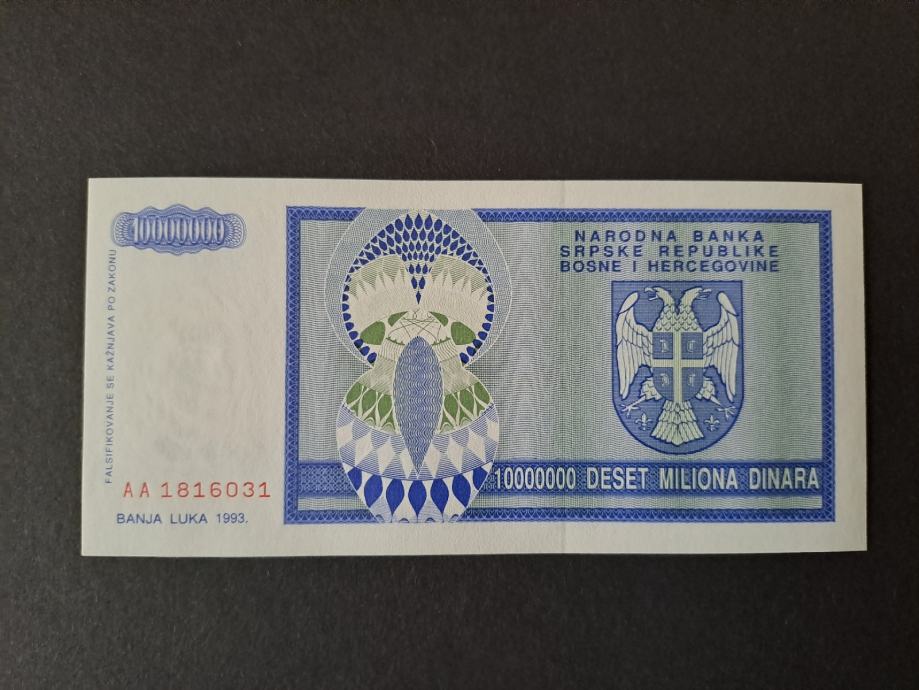 10000000
FALSIFIKOVANJE SE KAŽNJAVA PO ZAKONU
AA 1816031
BANJA LUKA 1993.
NARODNA BANKA
SRPSKE REPUBLIKE
BOSNE I HERCEGOVINE
10000000 DESET MILIONA DINARA